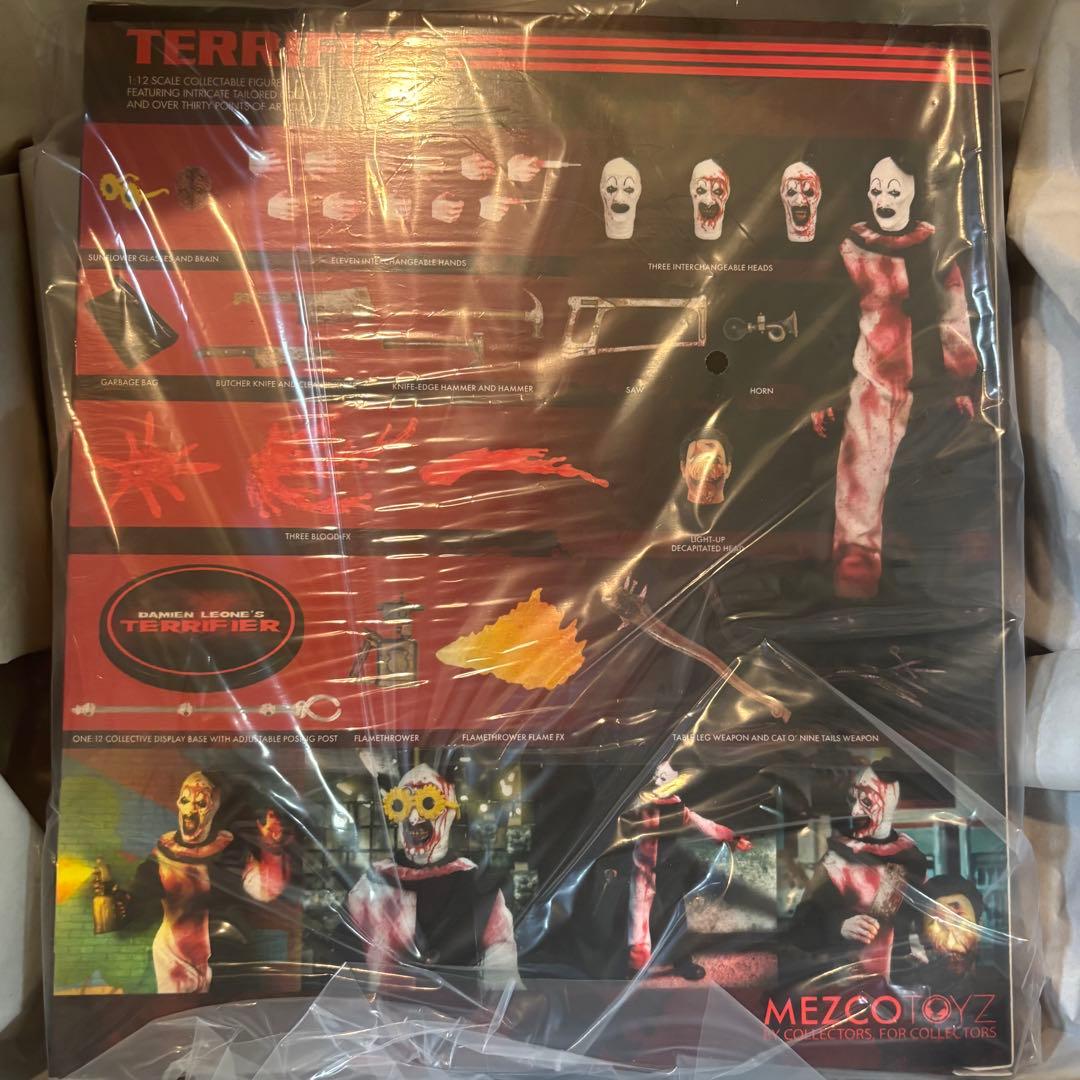 TERRIFIER
1:12 SCALE COLLECTABLE FIGURE
FEATURING INTRICATE TAILORED
AND OVER THIRTY POINTS OF
SUNFLOWER GLASSES AND BRAIN
ELEVEN INTERCHANGEABLE HANDS
THREE INTERCHANGEABLE HEADS
GARBAGE BAG
BUTCHER KNIFE AND
KNIFE-EDGE HAMMER AND HAMMER
SAW
HORN
THREE BLOOD FX
LIGHT-UP
DECAPITATED HEAD
DAMIEN LEONE'S
TERRIFIER
ONE:12 COLLECTIVE DISPLAY BASE WITH ADJUSTABLE POSING POST
FLAMETHROWER
FLAMETHROWER FLAME FX
TABLE LEG WEAPON AND CAT O' NINE TAILS WEAPON
MEZCOTOYZ
BY COLLECTORS, FOR COLLECTORS